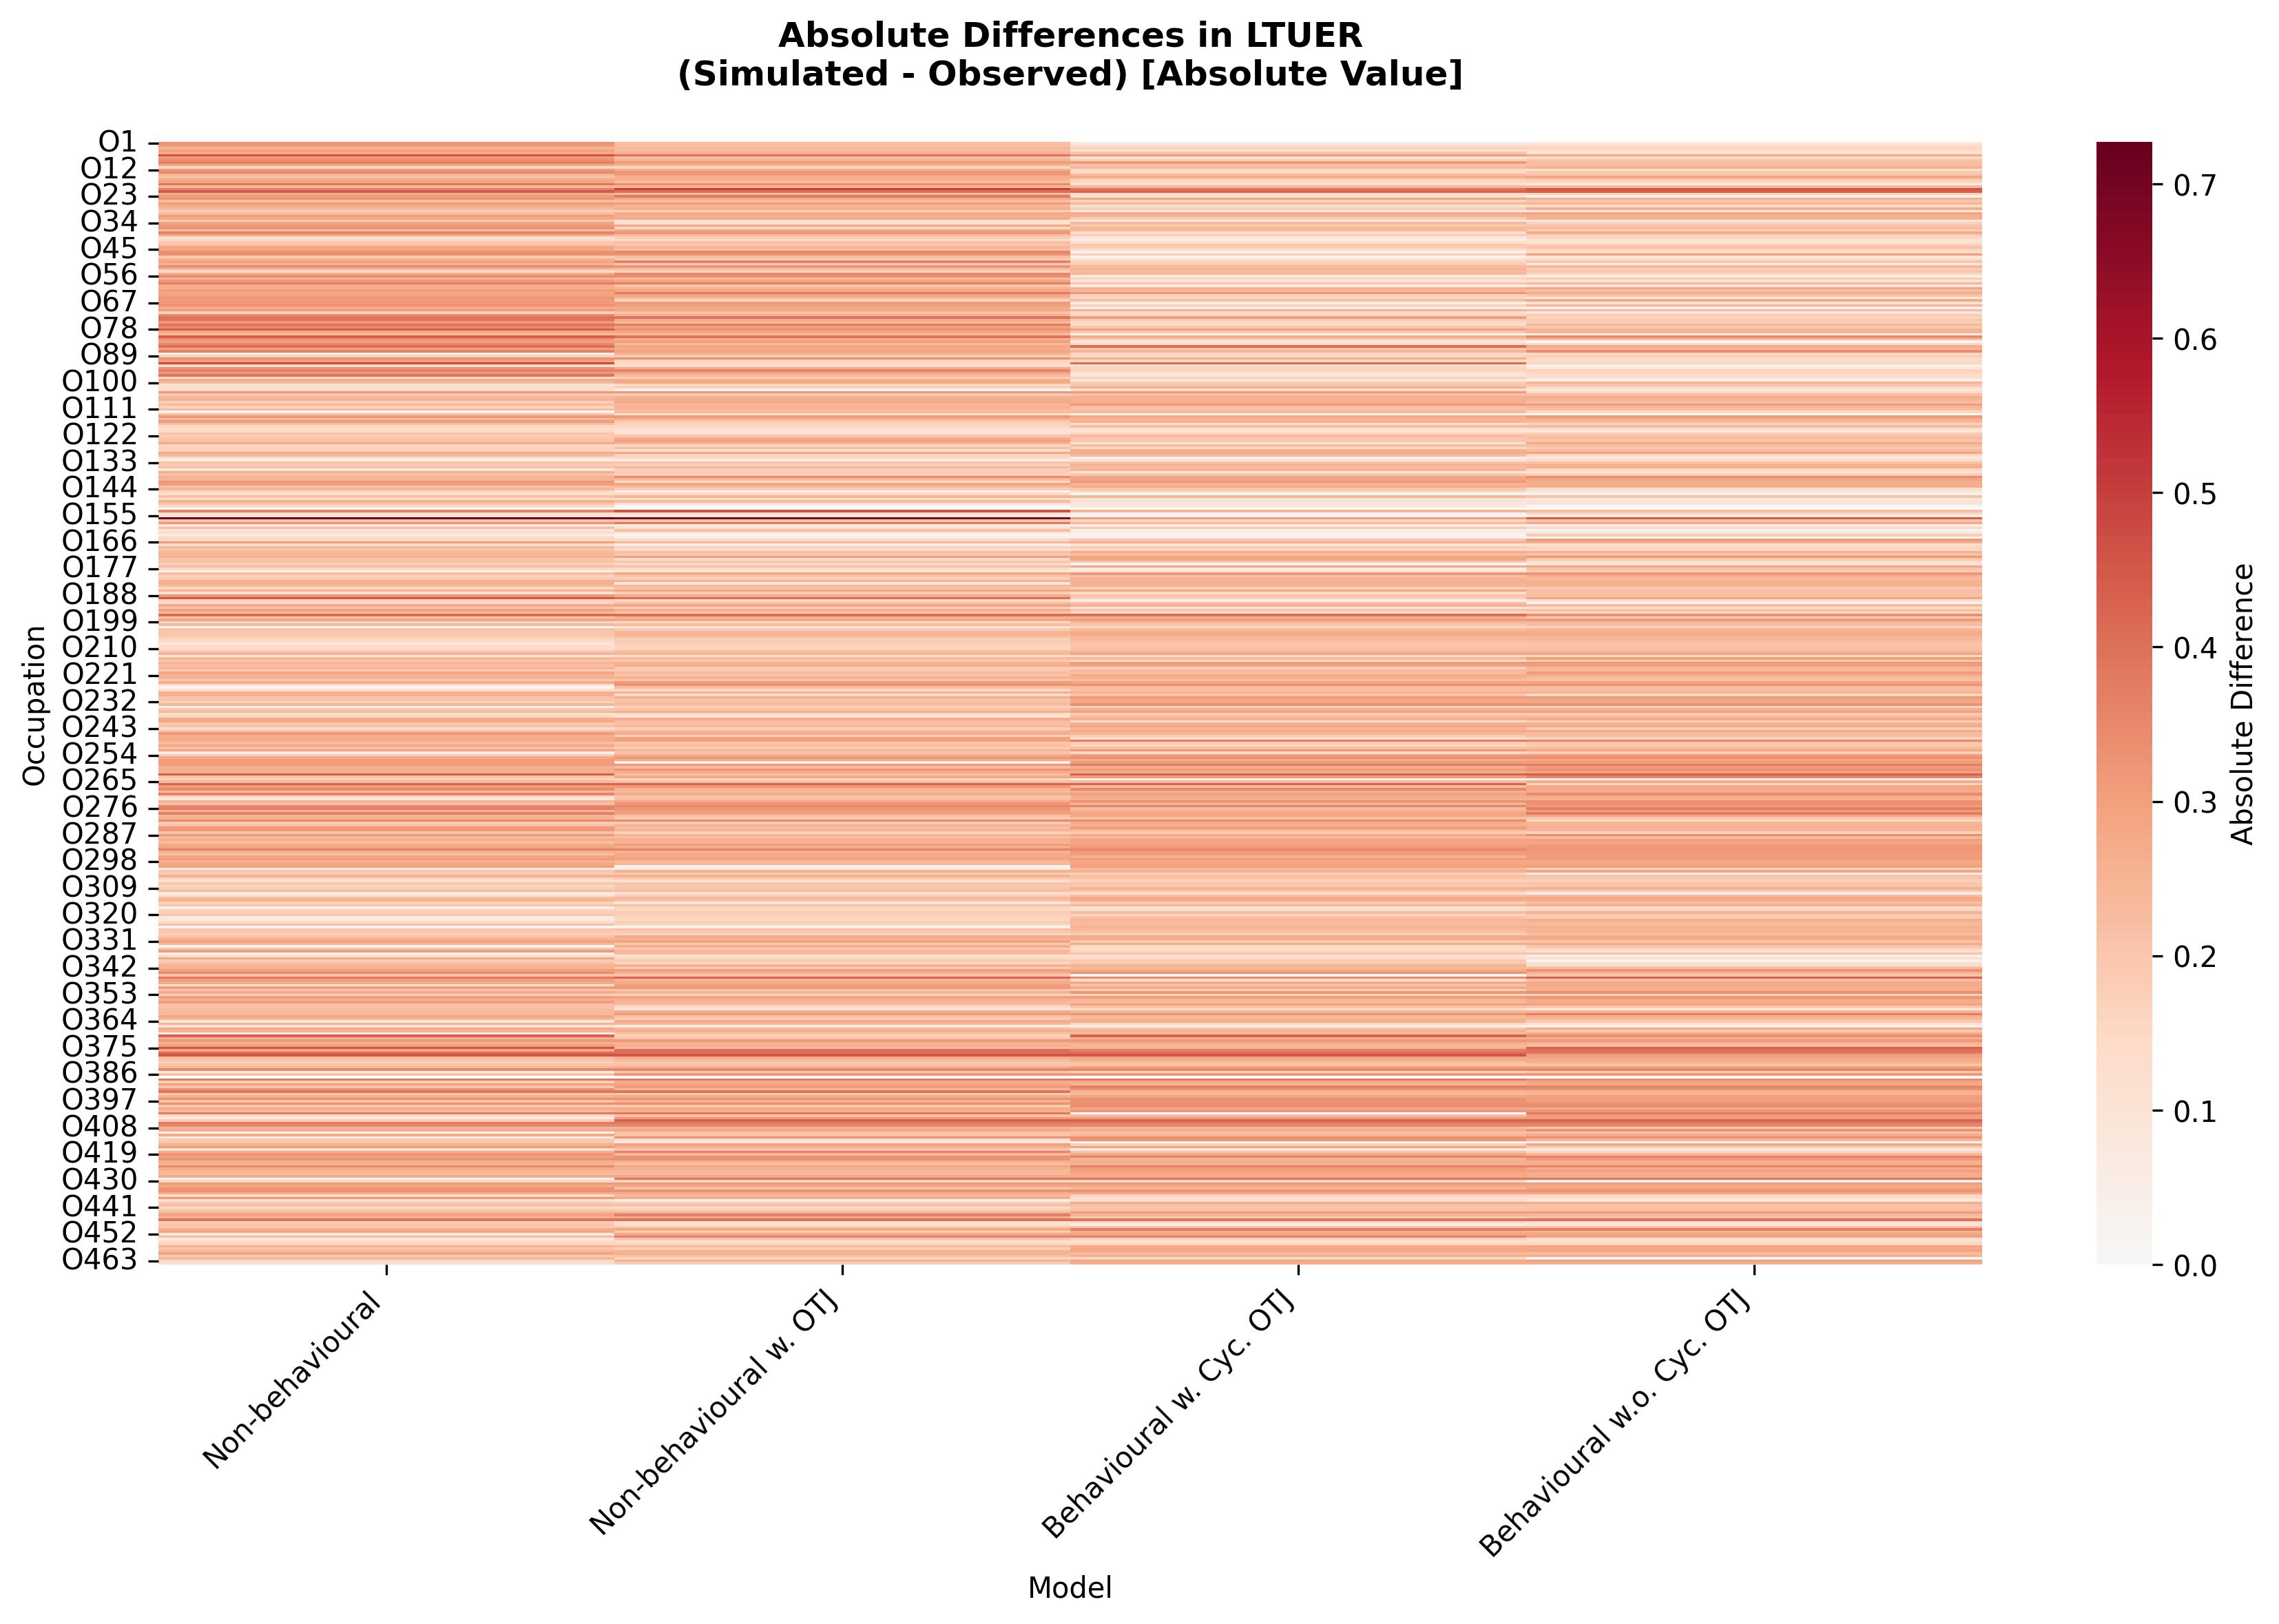 Absolute Differences in LTUER
(Simulated - Observed) [Absolute Value]
Occupation
O1
O12
O23
O34
O45
O56
O67
O78
O89
O100
O111
O122
O133
O144
O155
O166
O177
O188
O199
O210
O221
O232
O243
O254
O265
O276
O287
O298
O309
O320
O331
O342
O353
O364
O375
O386
O397
O408
O419
O430
O441
O452
O463
Non-behavioural
Non-behavioural w. OTJ
Behavioural w. Cyc. OTJ
Behavioural w.o. Cyc. OTJ
Model
0.7
0.6
0.5
0.4
0.3
0.2
0.1
0.0
Absolute Difference